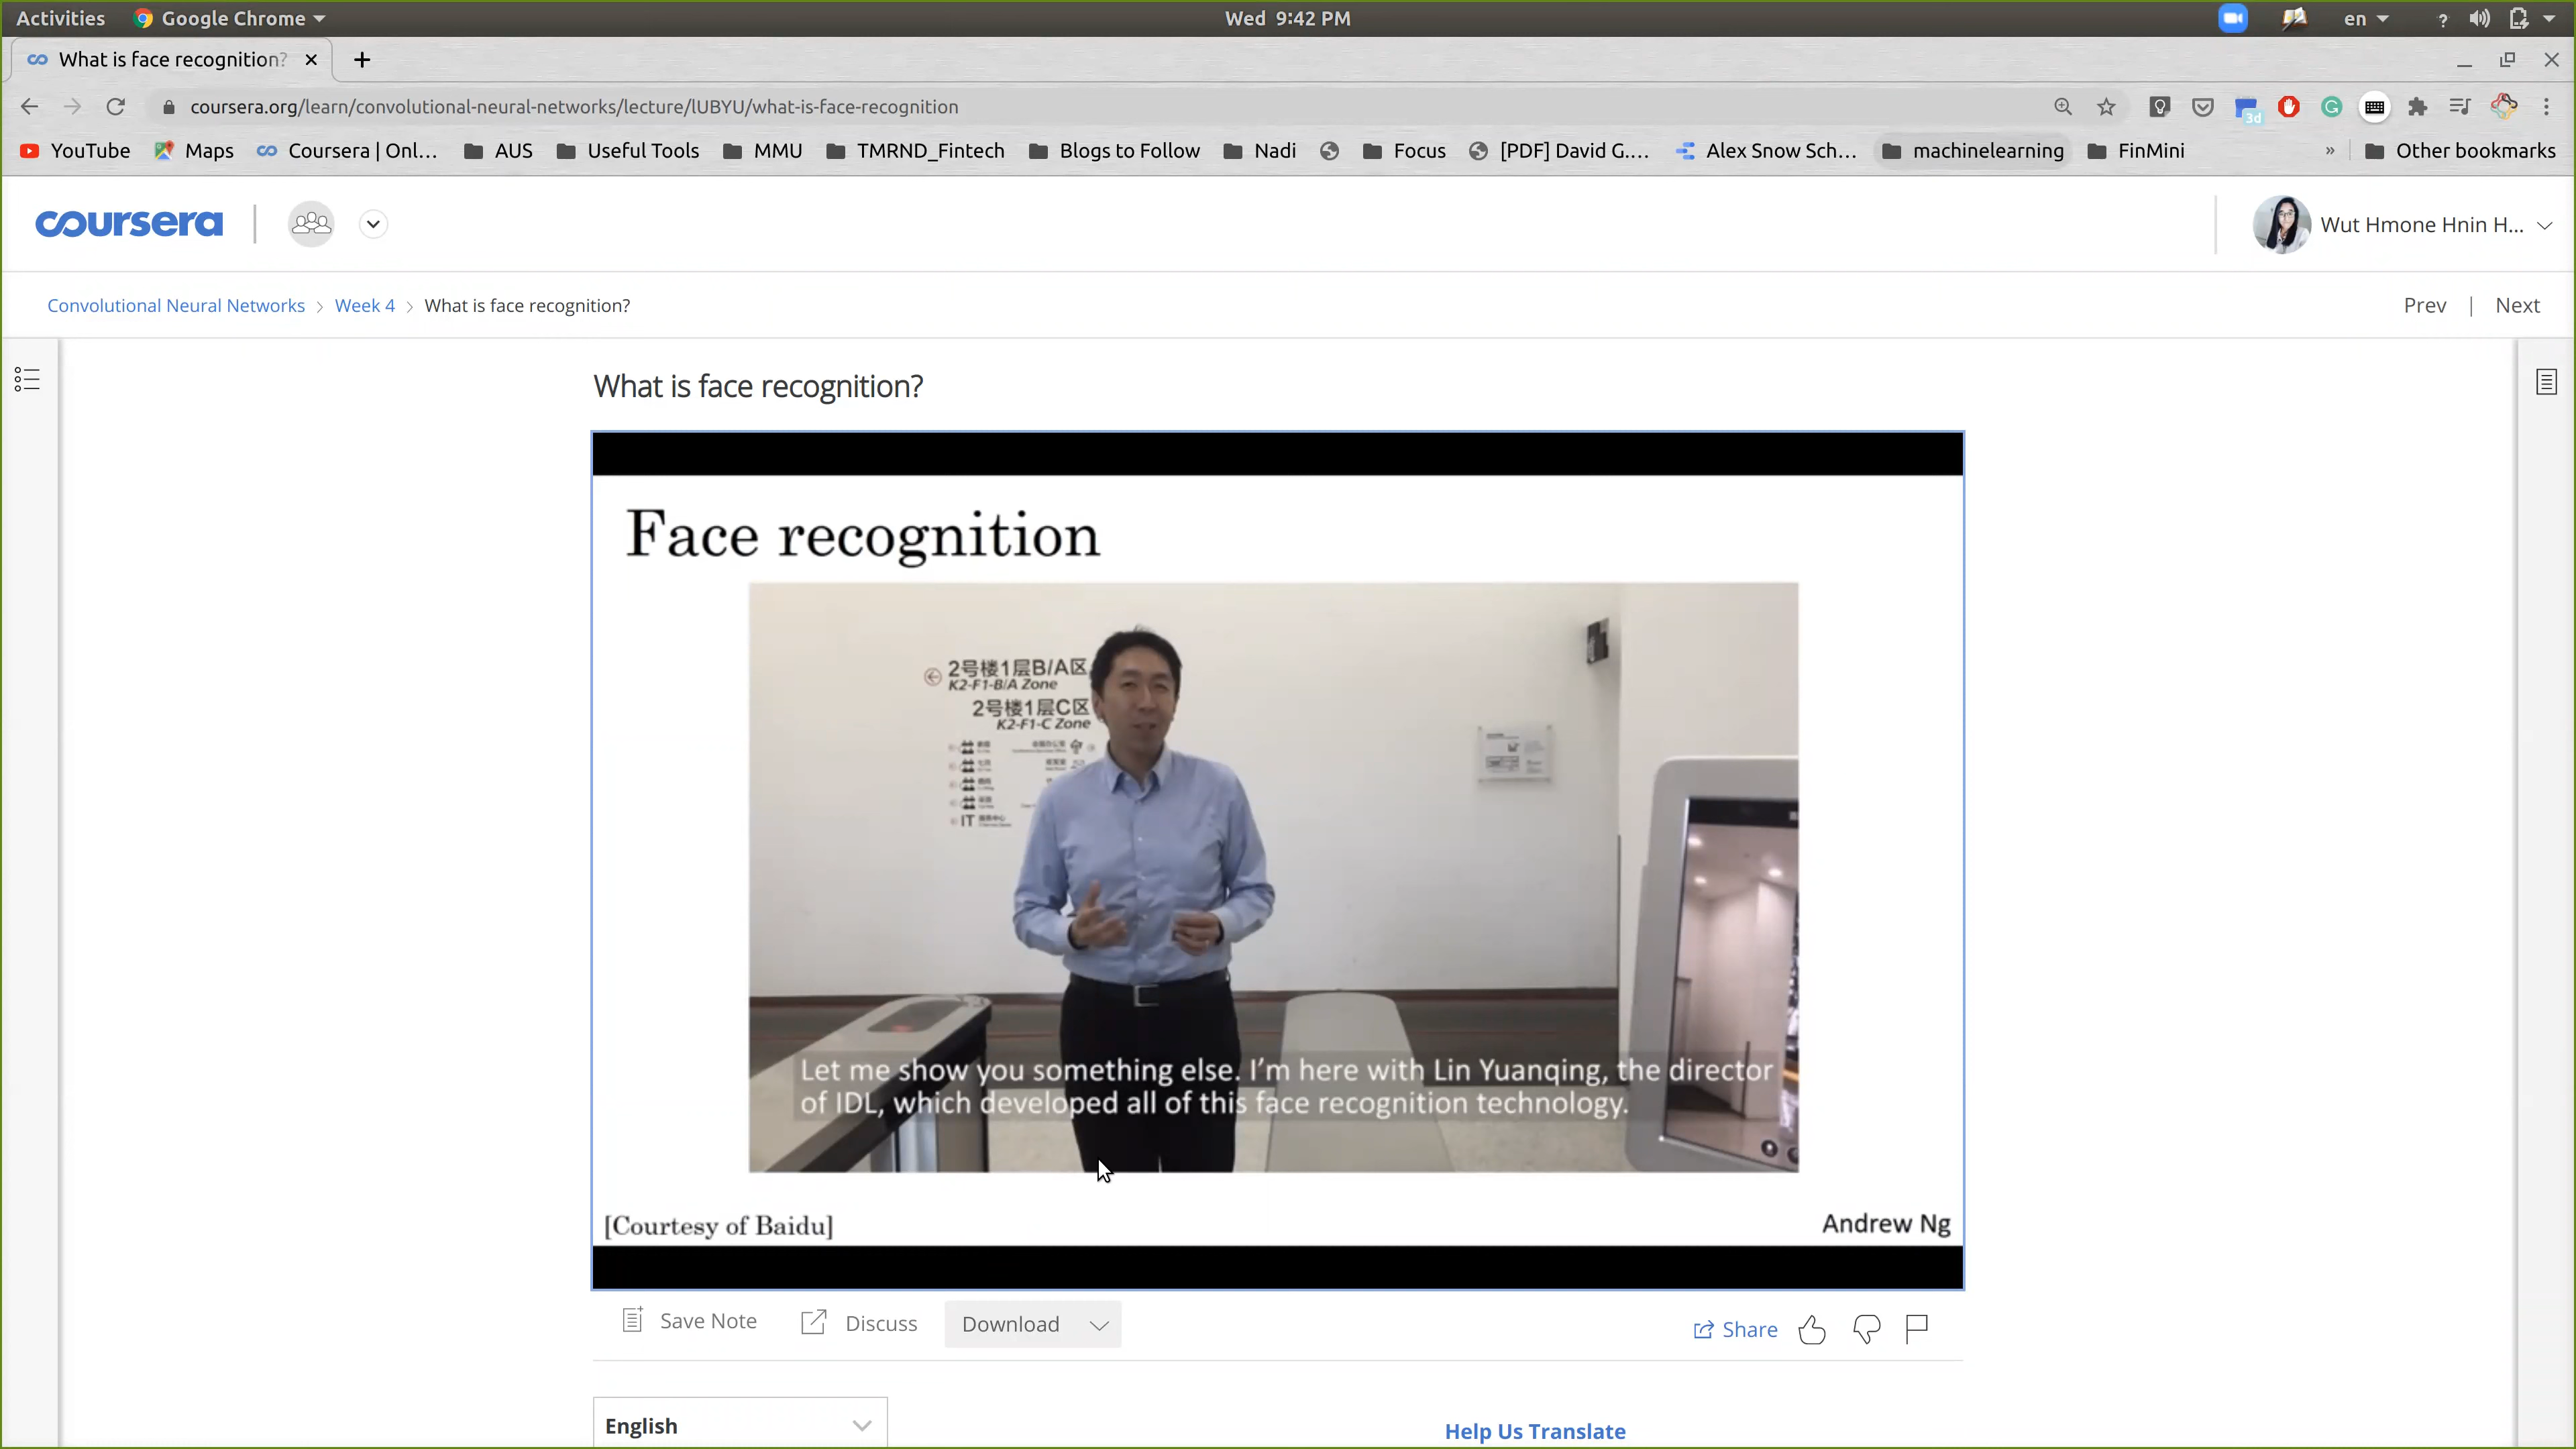 Activities
Google Chrome
Wed 9:42 PM
en
?
What is face recognition?
coursera.org/learn/convolutional-neural-networks/lecture/lUBYU/what-is-face-recognition
3d
YouTube
Maps
Coursera | Onl...
AUS
Useful Tools
MMU
TMRND_Fintech
Blogs to Follow
Nadi
Focus
[PDF] David G....
Alex Snow Sch...
machinelearning
FinMini
»
Other bookmarks
coursera
Wut Hmone Hnin H...
Convolutional Neural Networks > Week 4 > What is face recognition?
Prev | Next
What is face recognition?
Face recognition
2号楼1层B/A区
K2-F1-B/A Zone
2号楼1层C区
K2-F1-C Zone
IT
Let me show you something else. I'm here with Lin Yuanqing, the director
of IDL, which developed all of this face recognition technology.
[Courtesy of Baidu]
Andrew Ng
Save Note
Discuss
Download
Share
English
Help Us Translate